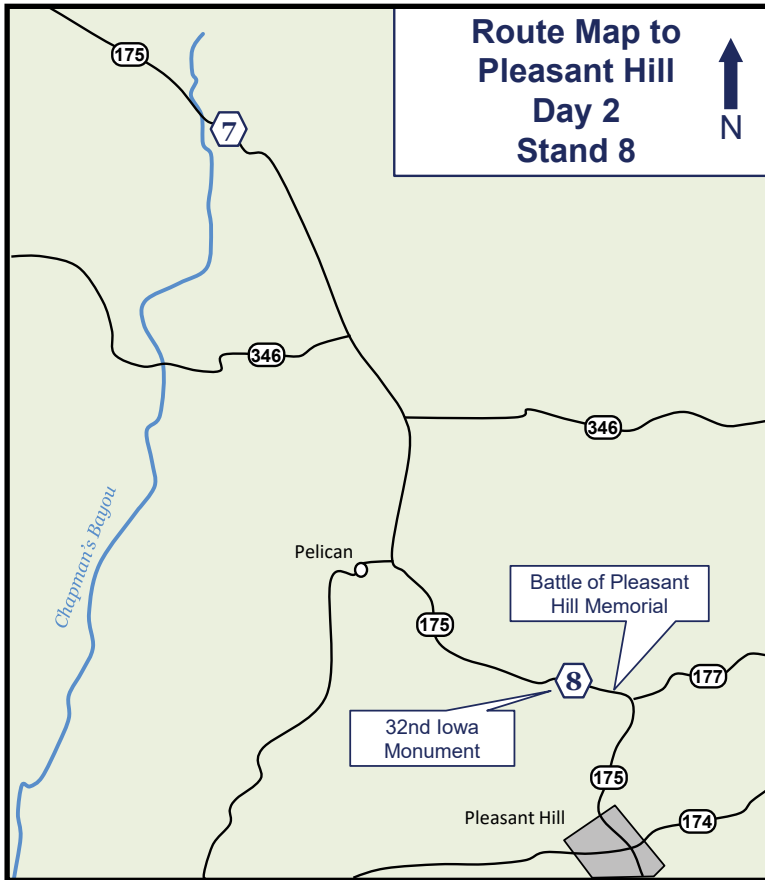 Route Map to
Pleasant Hill
Day 2
Stand 8
N
175
7
346
346
Chapman's Bayou
Pelican
175
Battle of Pleasant
Hill Memorial
8
177
32nd Iowa
Monument
175
Pleasant Hill
174